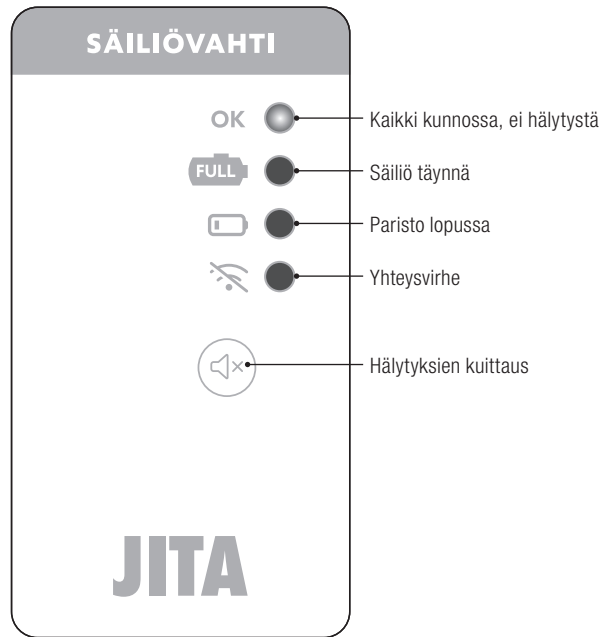 SÄILIÖVAHTI
OK
Kaikki kunnossa, ei hälytystä
FULL
Säiliö täynnä
Paristo lopussa
Yhteysvirhe
Hälytyksien kuittaus
JITA